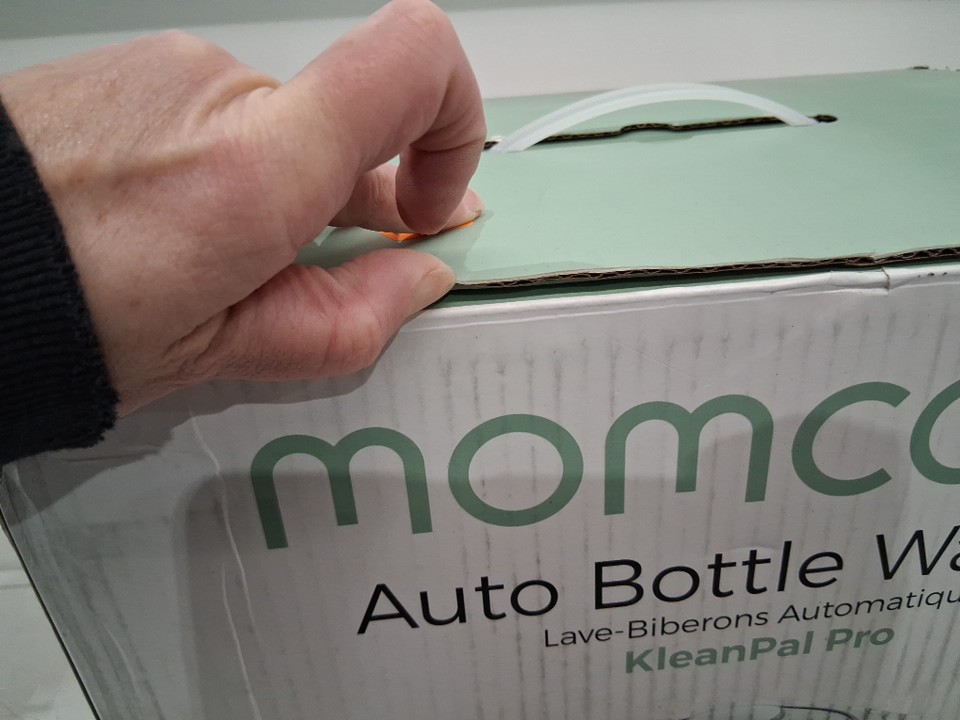 momco
Auto Bottle Wa
Lave-Biberons Automatiqu
KleanPal Pro